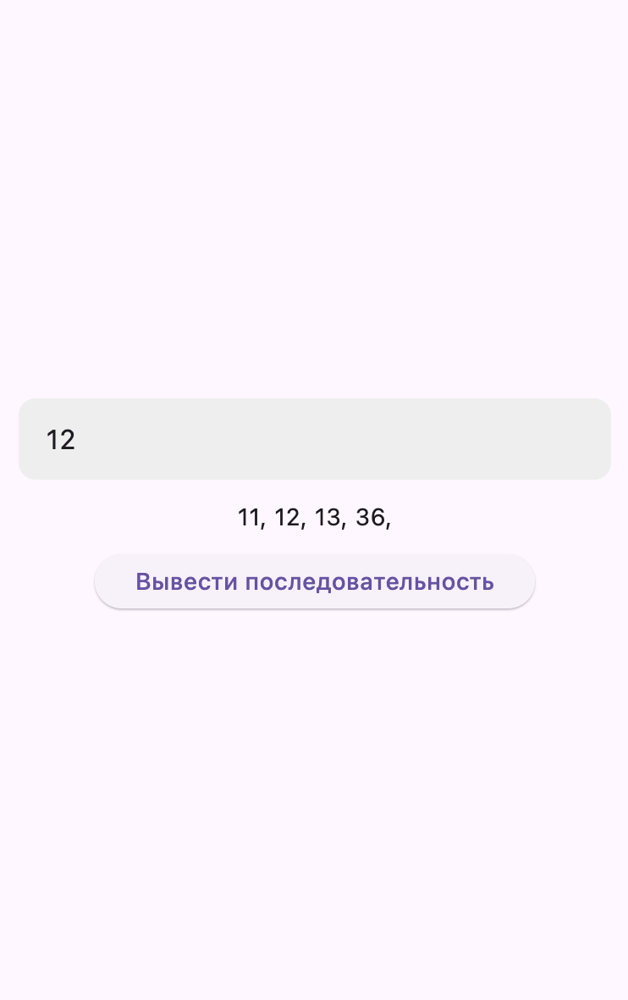 12
11, 12, 13, 36,
Вывести последовательность